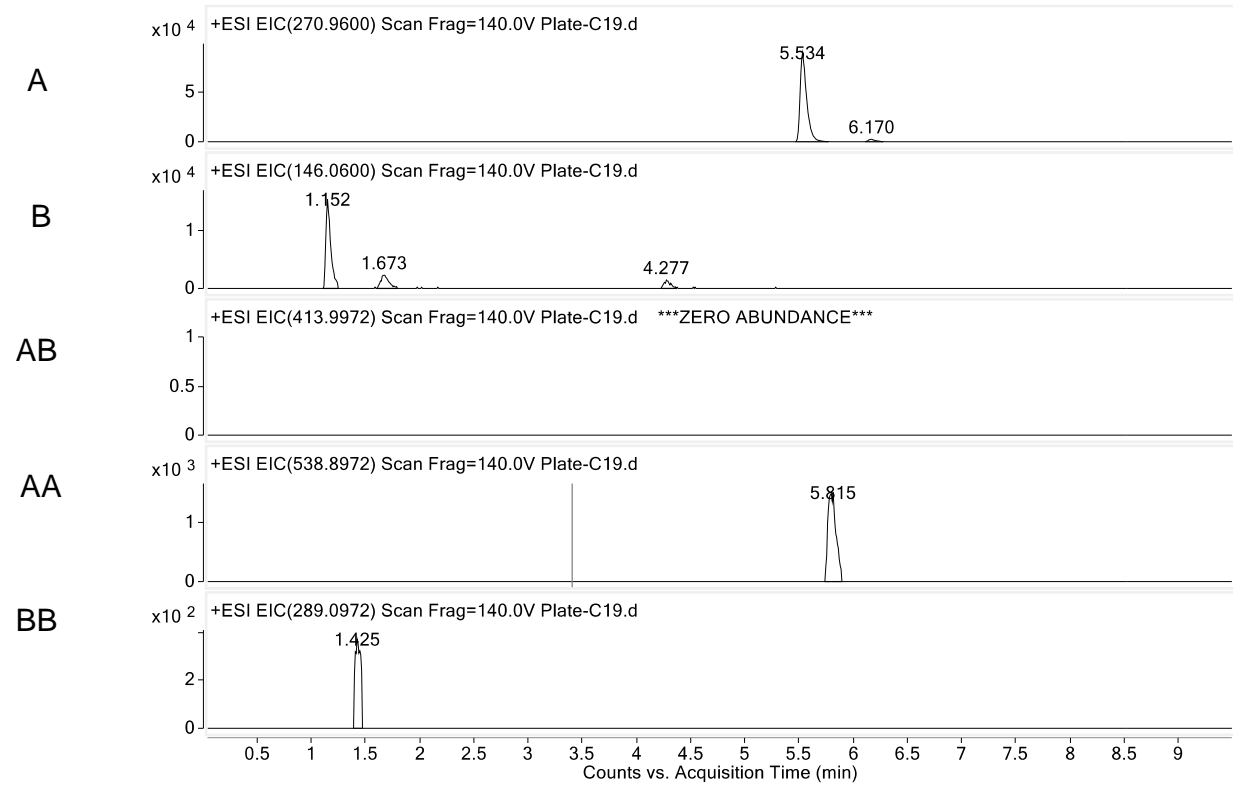 x10 4
+ESI EIC(270.9600) Scan Frag=140.0V Plate-C19.d
A
5.534
5
6.170
0
x10 4
+ESI EIC(146.0600) Scan Frag=140.0V Plate-C19.d
B
1.152
1
1.673
4.277
0
+ESI EIC(413.9972) Scan Frag=140.0V Plate-C19.d ***ZERO ABUNDANCE***
AB
1
0.5
0
x10 3
+ESI EIC(538.8972) Scan Frag=140.0V Plate-C19.d
AA
5.815
1
0
x10 2
+ESI EIC(289.0972) Scan Frag=140.0V Plate-C19.d
BB
1.425
2
0
0.5 1 1.5 2 2.5 3 3.5 4 4.5 5 5.5 6 6.5 7 7.5 8 8.5 9
Counts vs. Acquisition Time (min)